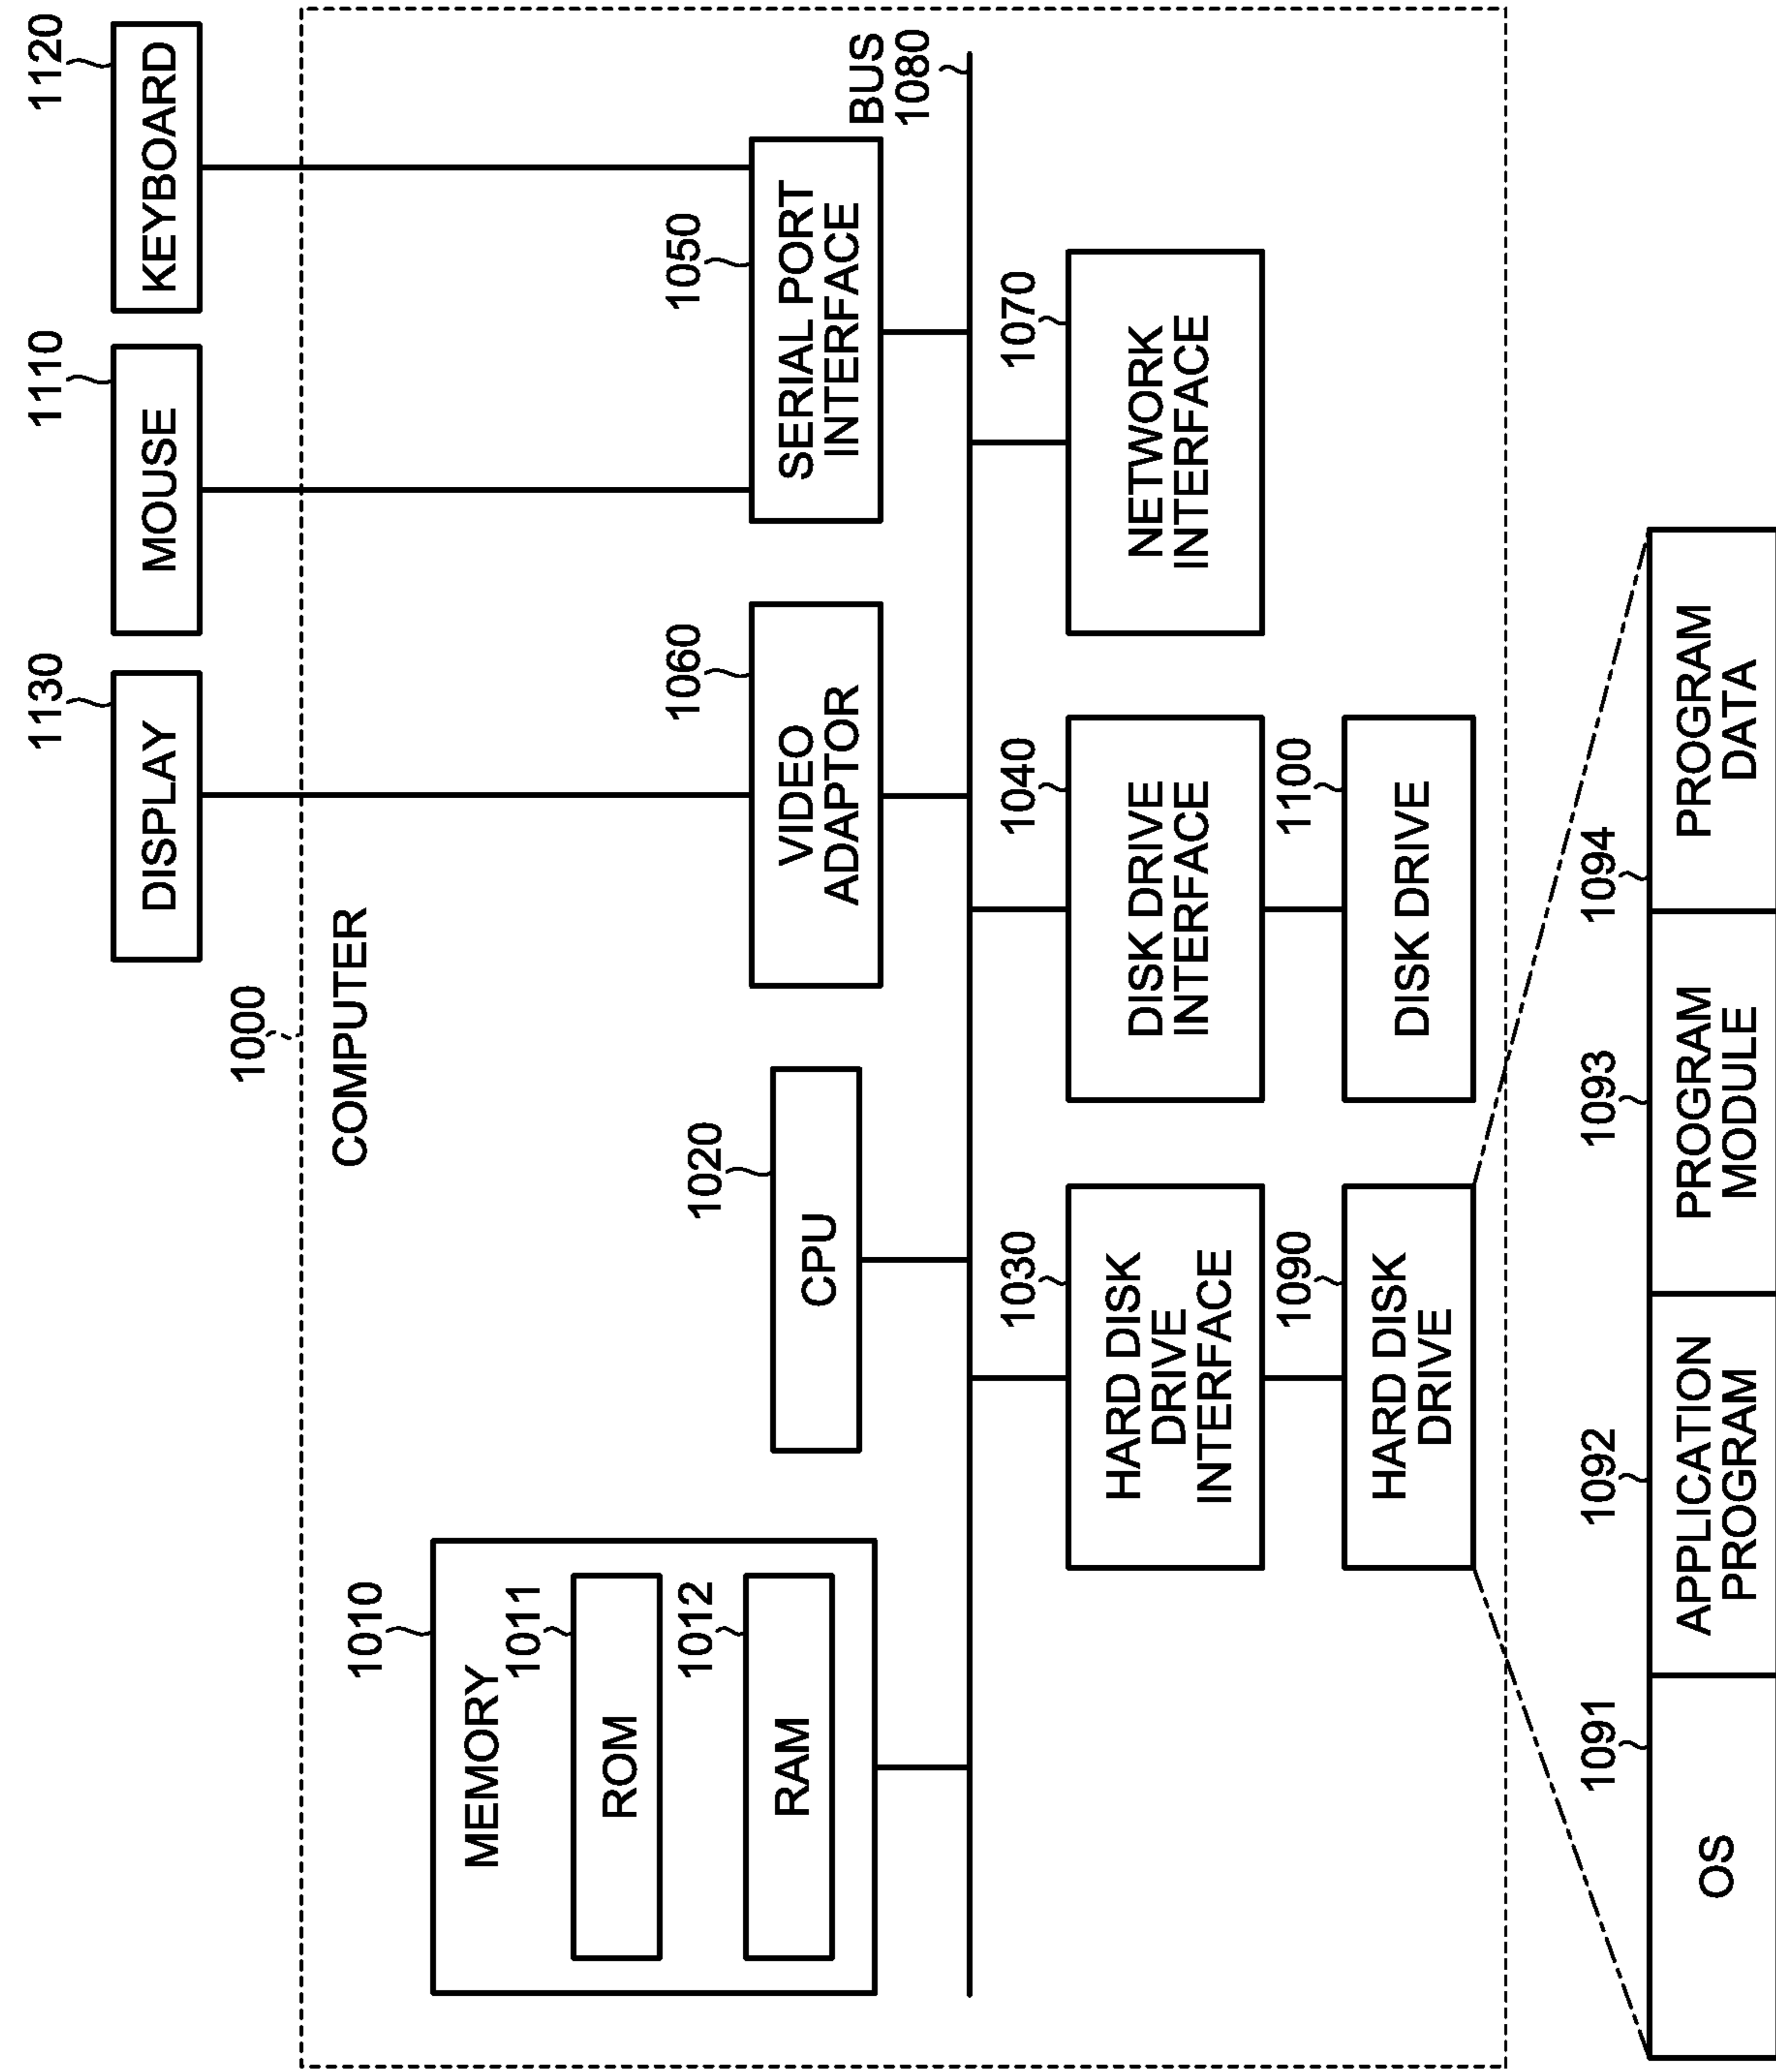 1000
COMPUTER
1010
MEMORY
1011
ROM
1012
RAM
1020
CPU
1130
DISPLAY
1110
MOUSE
1120
KEYBOARD
1060
VIDEO
ADAPTOR
1050
SERIAL PORT
INTERFACE
BUS
1080
1030
HARD DISK
DRIVE
INTERFACE
1040
DISK DRIVE
INTERFACE
1070
NETWORK
INTERFACE
1090
HARD DISK
DRIVE
1100
DISK DRIVE
1091
OS
1092
APPLICATION
PROGRAM
1093
PROGRAM
MODULE
1094
PROGRAM
DATA